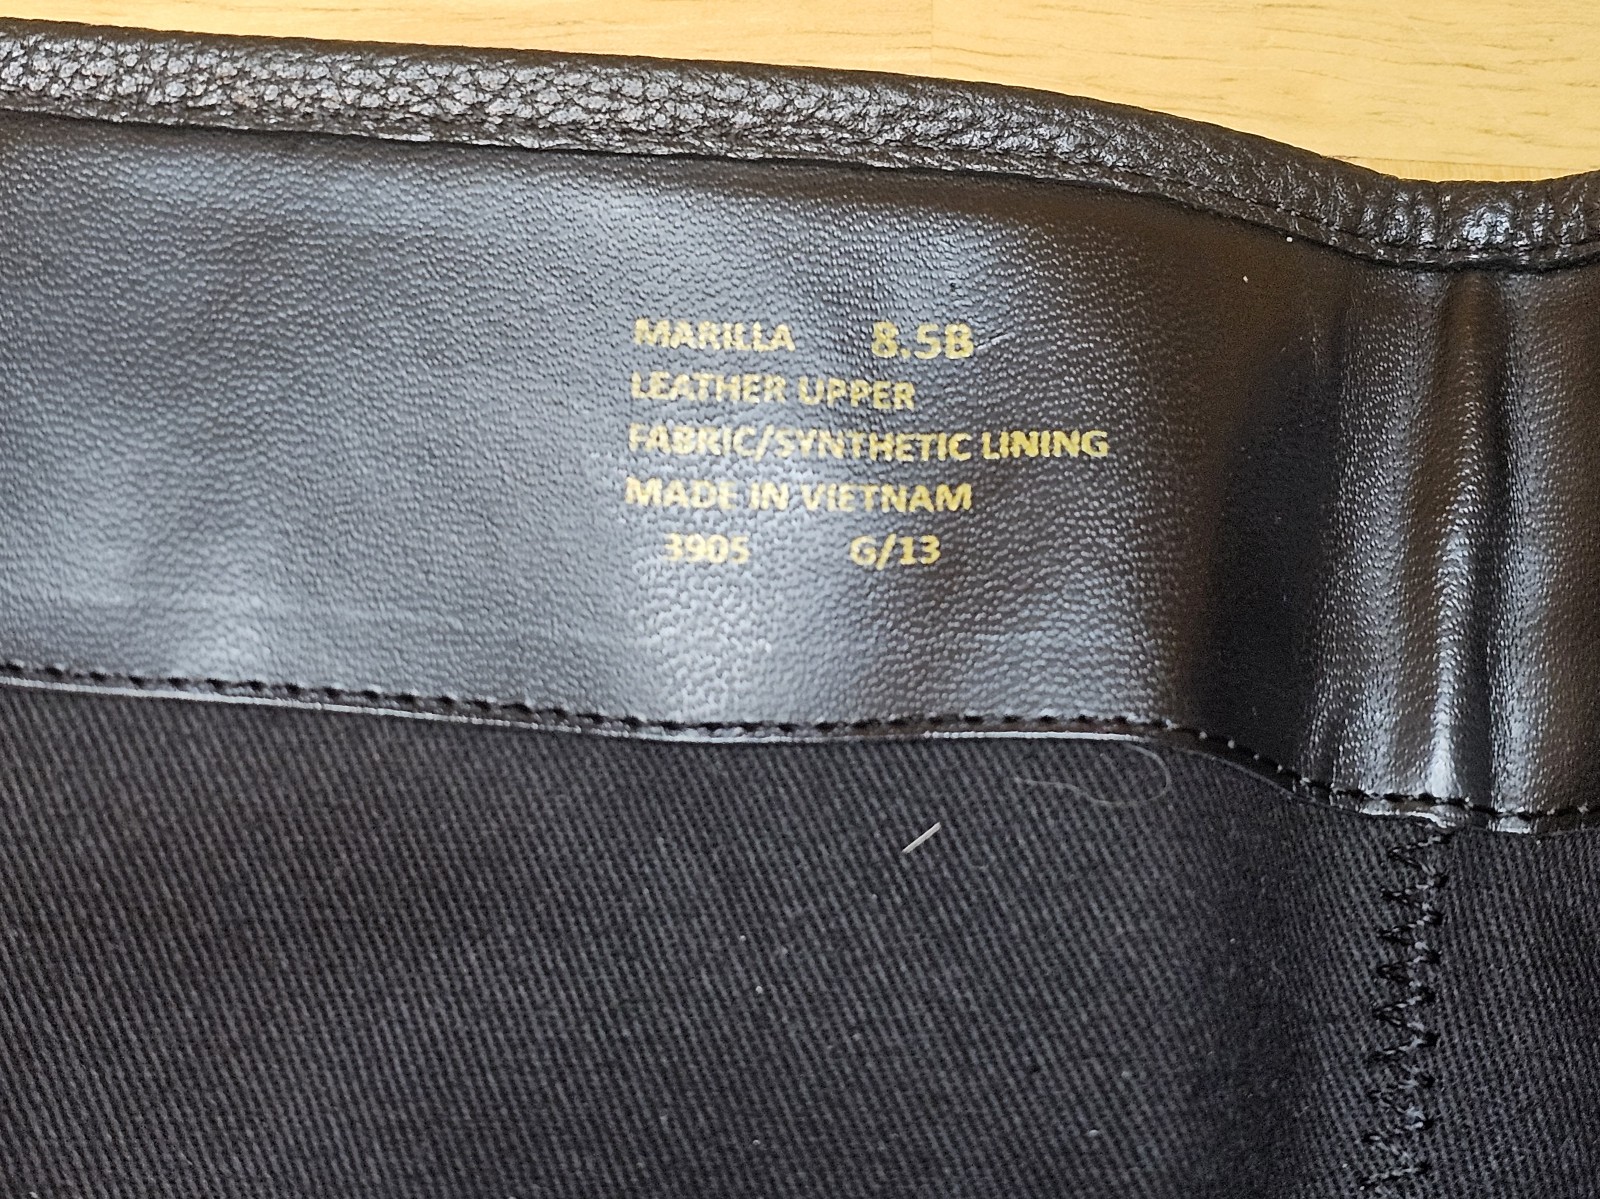 MARILLA 8.5B
LEATHER UPPER
FABRIC/SYNTHETIC LINING
MADE IN VIETNAM
3905 G/13